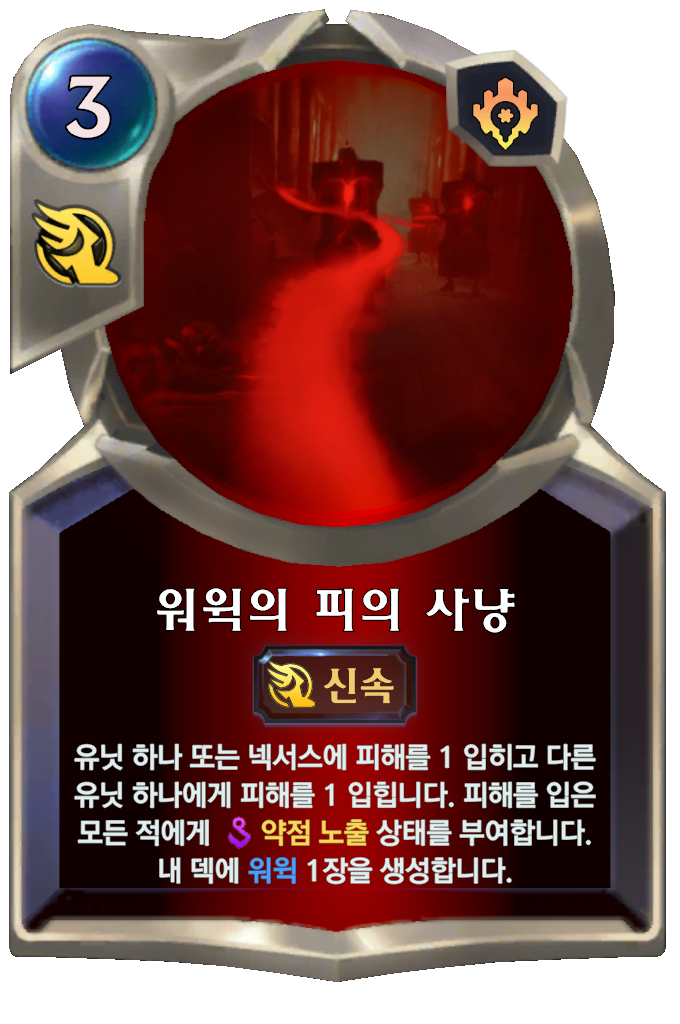 3
워윅의 피의 사냥
신속
유닛 하나 또는 넥서스에 피해를 1 입히고 다른
유닛 하나에게 피해를 1 입힙니다. 피해를 입은
모든 적에게 약점 노출 상태를 부여합니다.
내 덱에 워윅 1장을 생성합니다.